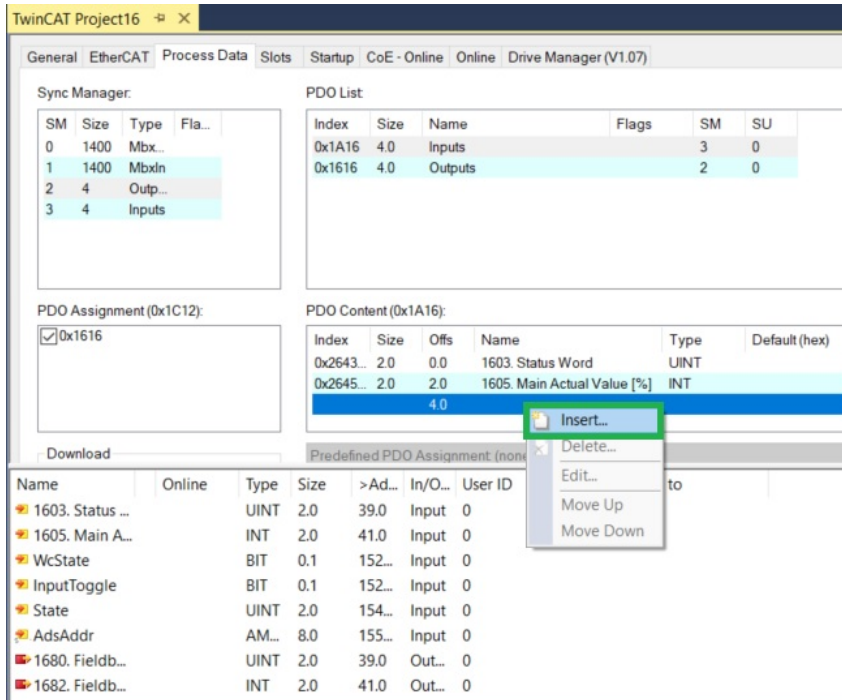 TwinCAT Project16
General EtherCAT Process Data Slots Startup CoE - Online Online Drive Manager (V1.07)
Sync Manager:
SM Size Type Fla...
0 1400 Mbx...
1 1400 MbxIn
2 4 Outp...
3 4 Inputs
PDO List:
Index Size Name Flags SM SU
0x1A16 4.0 Inputs 3 0
0x1616 4.0 Outputs 2 0
PDO Assignment (0x1C12):
0x1616
PDO Content (0x1A16):
Index Size Offs Name Type Default (hex)
0x2643... 2.0 0.0 1603. Status Word UINT
0x2645... 2.0 2.0 1605. Main Actual Value [%] INT
4.0
Insert...
Delete...
Edit...
Move Up
Move Down
Download
Predefined PDO Assignment: (none
Name Online Type Size >Ad... In/O... User ID to
1603. Status ... UINT 2.0 39.0 Input 0
1605. Main A... INT 2.0 41.0 Input 0
WcState BIT 0.1 152... Input 0
InputToggle BIT 0.1 152... Input 0
State UINT 2.0 154... Input 0
AdsAddr AM... 8.0 155... Input 0
1680. Fieldb... UINT 2.0 39.0 Out... 0
1682. Fieldb... INT 2.0 41.0 Out... 0